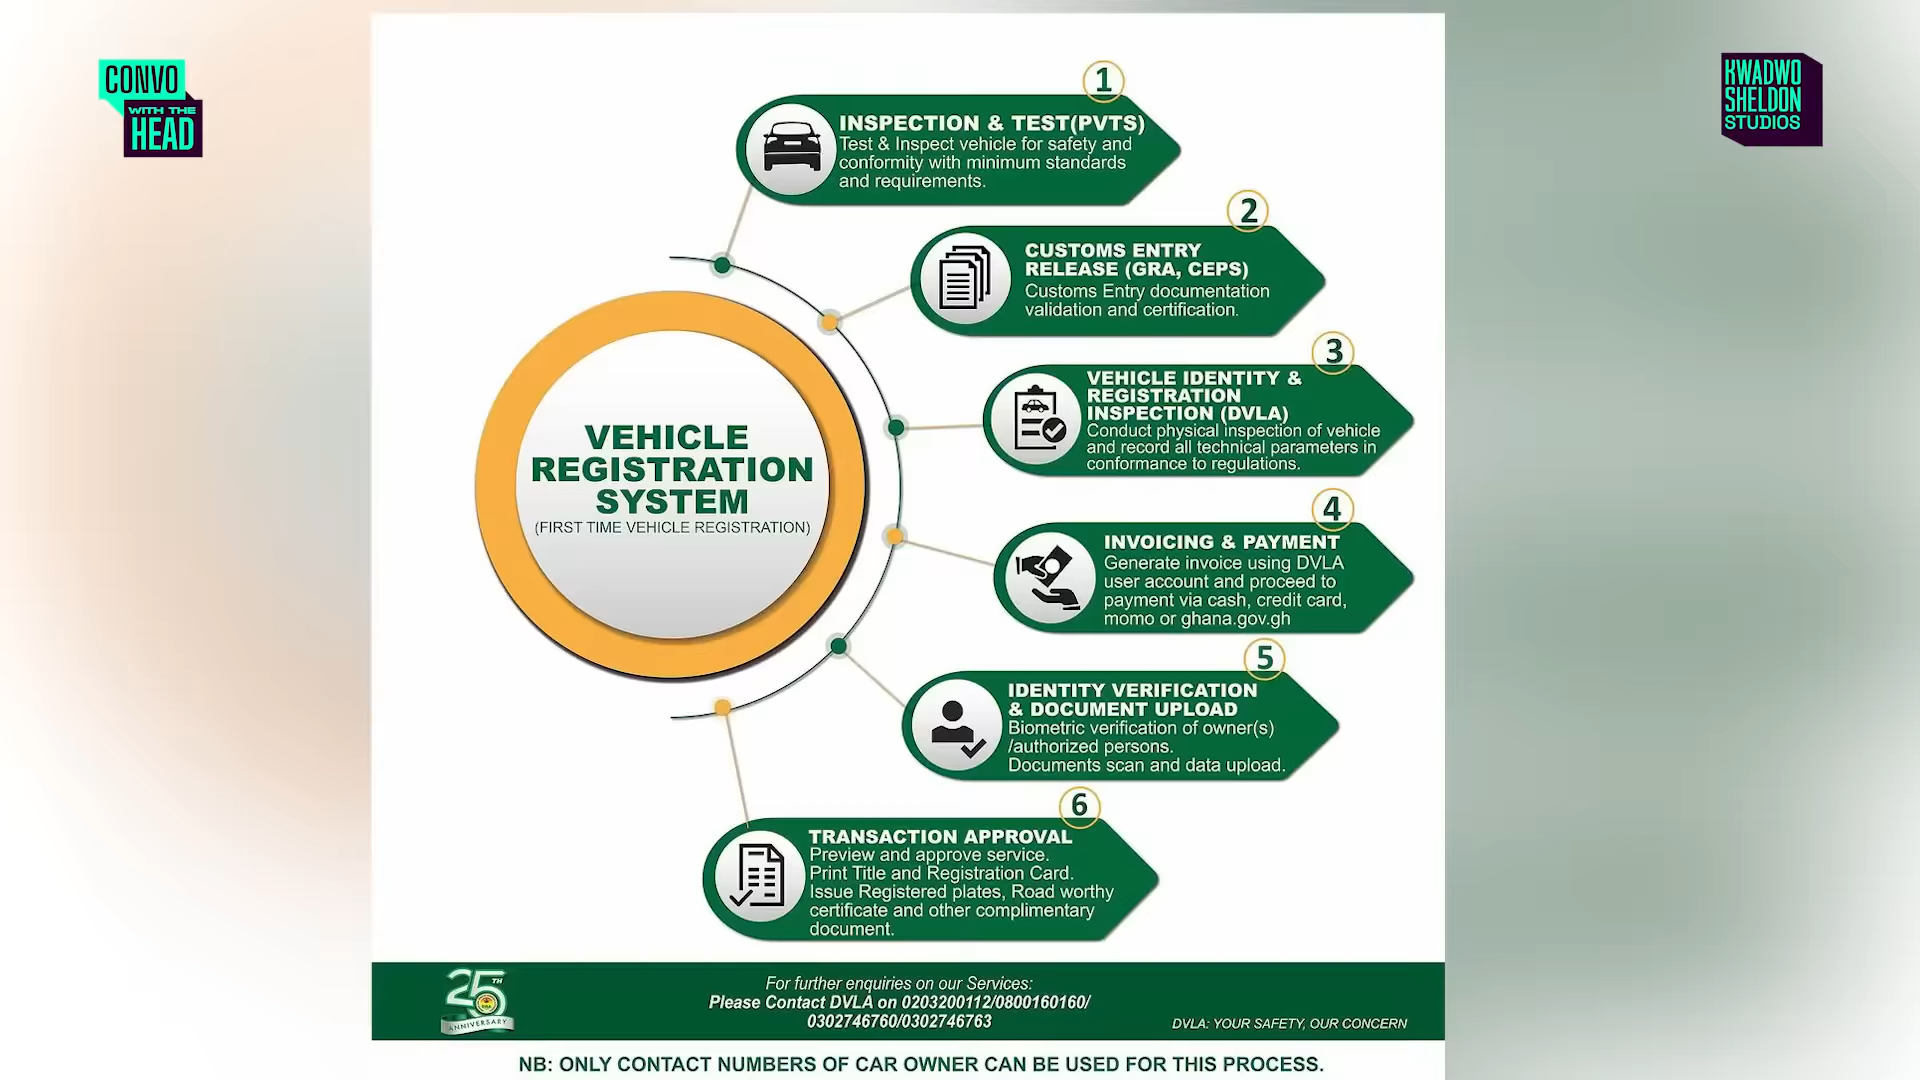 CONVO
WITH THE
HEAD
KWADWO
SHELDON
STUDIOS
1
INSPECTION & TEST(PVTS)
Test & Inspect vehicle for safety and
conformity with minimum standards
and requirements.
2
CUSTOMS ENTRY
RELEASE (GRA, CEPS)
Customs Entry documentation
validation and certification.
3
VEHICLE IDENTITY &
REGISTRATION
INSPECTION (DVLA)
Conduct physical inspection of vehicle
and record all technical parameters in
conformance to regulations.
4
INVOICING & PAYMENT
Generate invoice using DVLA
user account and proceed to
payment via cash, credit card,
momo or ghana.gov.gh
5
IDENTITY VERIFICATION
& DOCUMENT UPLOAD
Biometric verification of owner(s)
/authorized persons.
Documents scan and data upload.
6
TRANSACTION APPROVAL
Preview and approve service.
Print Title and Registration Card.
Issue Registered plates, Road worthy
certificate and other complimentary
document.
VEHICLE
REGISTRATION
SYSTEM
(FIRST TIME VEHICLE REGISTRATION)
25TH
ANNIVERSARY
For further enquiries on our Services:
Please Contact DVLA on 0203200112/0800160160/
0302746760/0302746763
DVLA: YOUR SAFETY, OUR CONCERN
NB: ONLY CONTACT NUMBERS OF CAR OWNER CAN BE USED FOR THIS PROCESS.